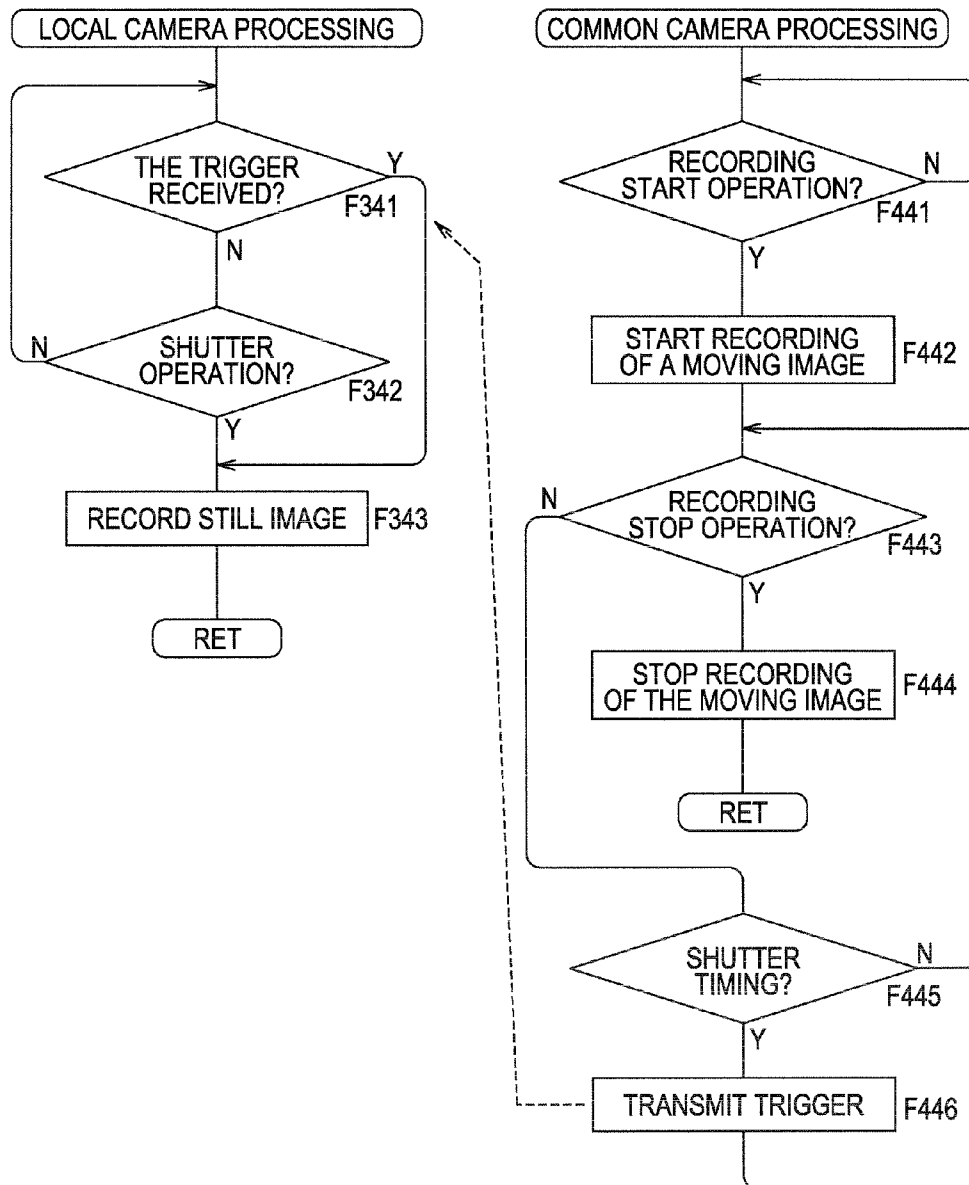 LOCAL CAMERA PROCESSING
THE TRIGGER
RECEIVED?
Y
F341
N
SHUTTER
OPERATION?
N
F342
Y
RECORD STILL IMAGE
F343
RET
COMMON CAMERA PROCESSING
RECORDING
START OPERATION?
N
F441
Y
START RECORDING
OF A MOVING IMAGE
F442
RECORDING
STOP OPERATION?
N
F443
Y
STOP RECORDING
OF THE MOVING IMAGE
F444
RET
SHUTTER
TIMING?
N
F445
Y
TRANSMIT TRIGGER
F446